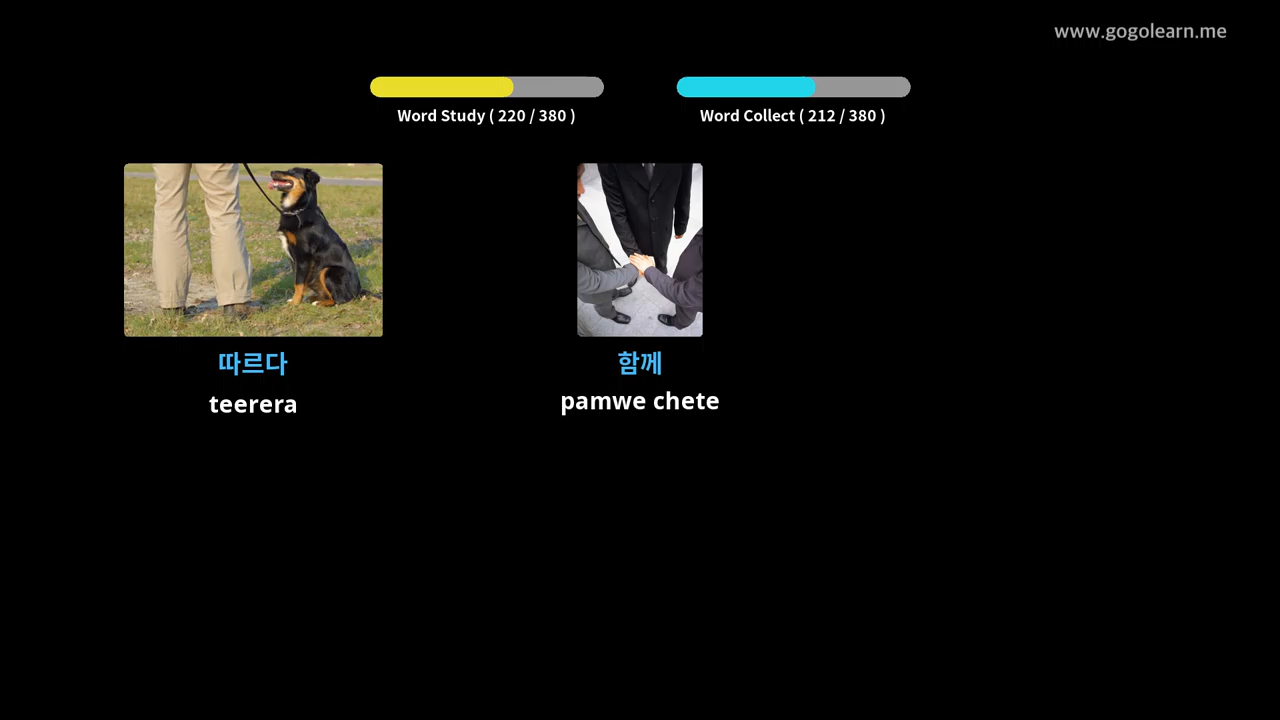 www.gogolearn.me
Word Study ( 220 / 380 )
Word Collect ( 212 / 380 )
따르다
함께
teerera
pamwe chete